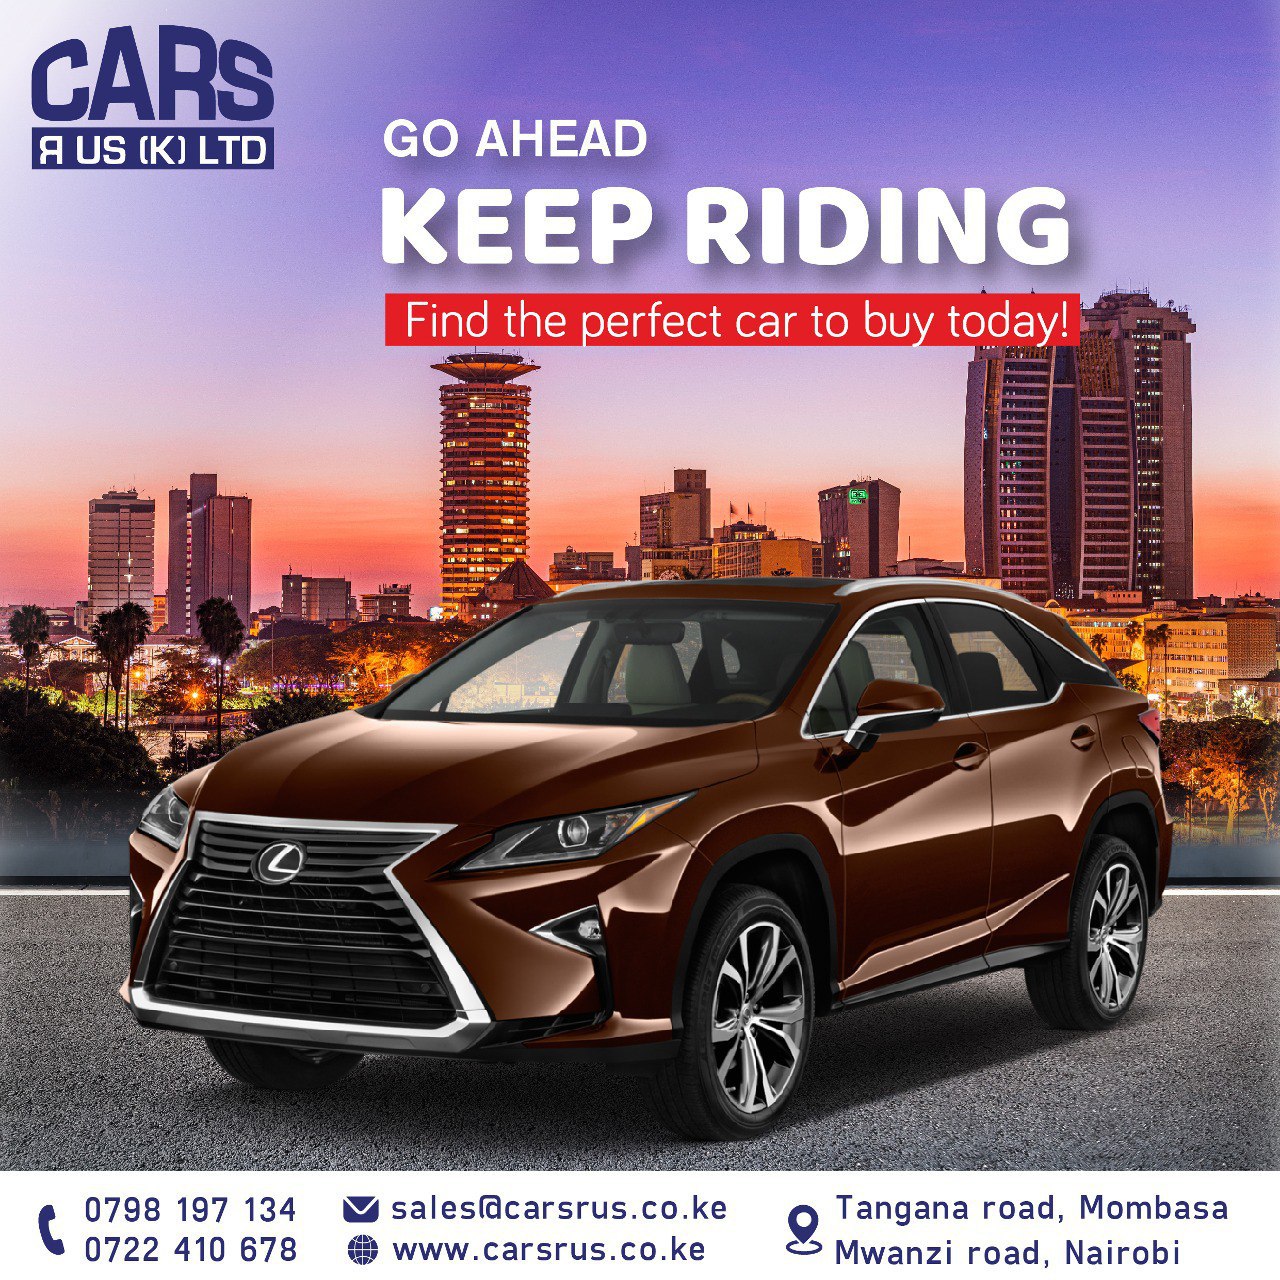 CARS
Я US (K) LTD
GO AHEAD
KEEP RIDING
Find the perfect car to buy today!
0798 197 134
0722 410 678
sales@carsrus.co.ke
www.carsrus.co.ke
Tangana road, Mombasa
Mwanzi road, Nairobi